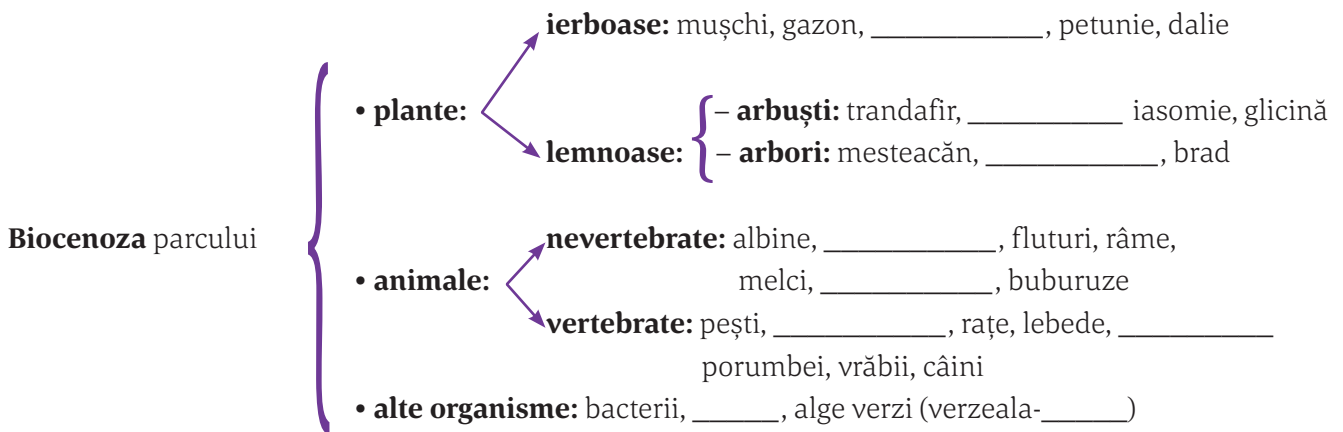 ierboase: mușchi, gazon, ____________, petunie, dalie
• plante:
– arbuști: trandafir, ___________ iasomie, glicină
lemnoase:
– arbori: mesteacăn, ____________, brad
Biocenoza parcului
nevertebrate: albine, ____________, fluturi, râme,
• animale:
melci, ____________, buburuze
vertebrate: pești, ____________, rațe, lebede, ___________
porumbei, vrăbii, câini
• alte organisme: bacterii, ______, alge verzi (verzeala-______)